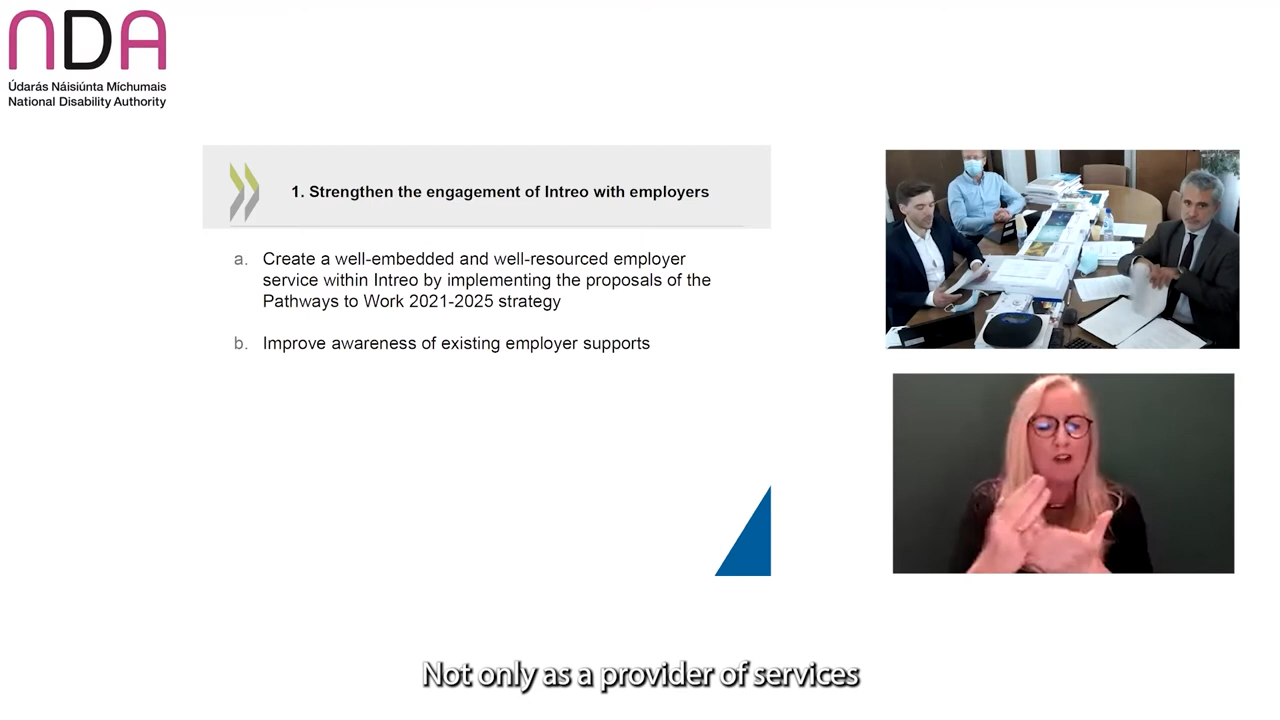 NDA
Údarás Náisiúnta Míchumais
National Disability Authority
1. Strengthen the engagement of Intreo with employers
a. Create a well-embedded and well-resourced employer
service within Intreo by implementing the proposals of the
Pathways to Work 2021-2025 strategy
b. Improve awareness of existing employer supports
Not only as a provider of services